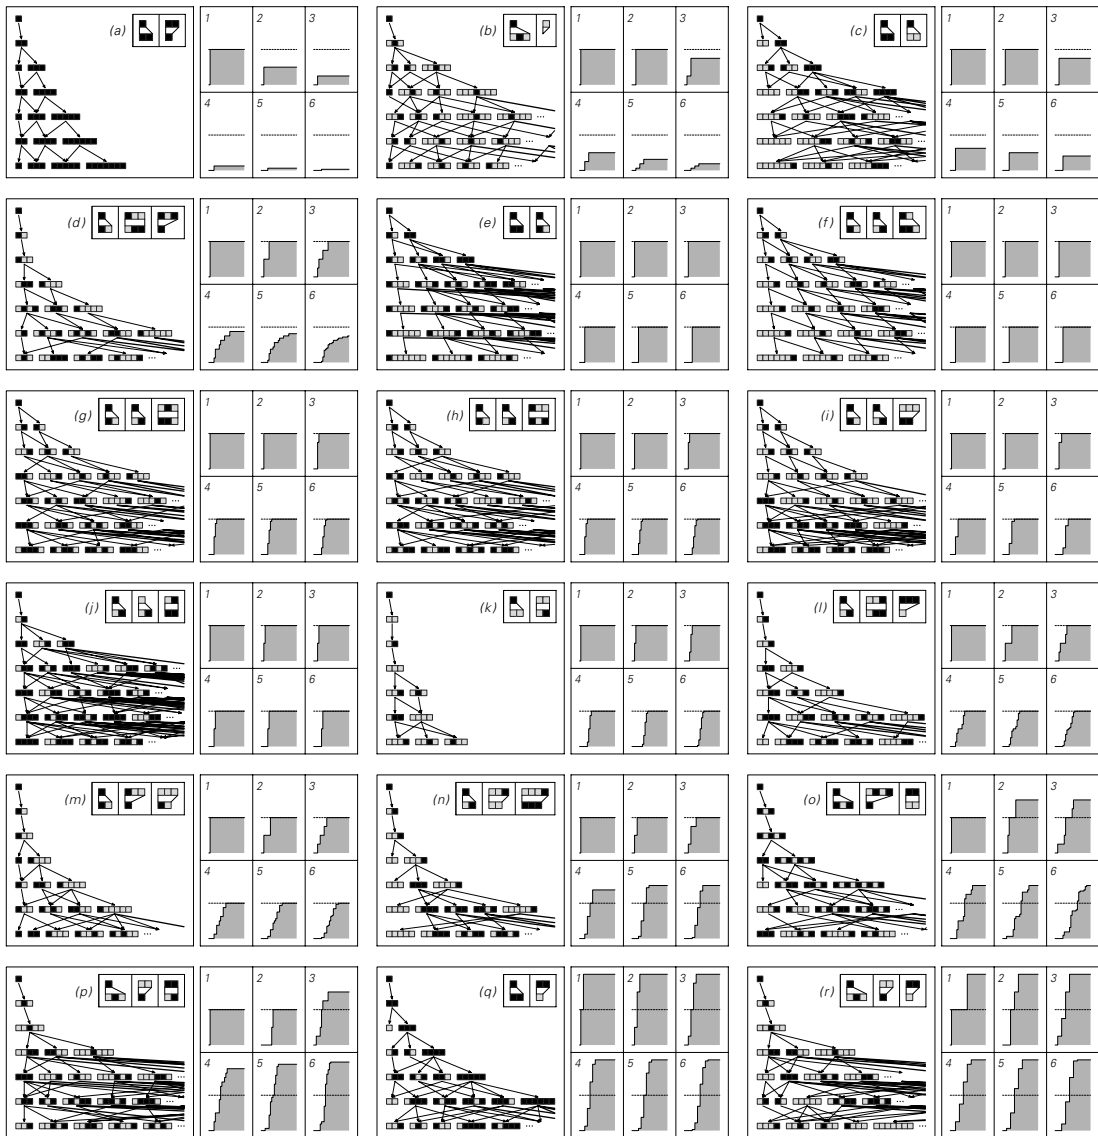 (a) 1 2 3 (b) 1 2 3 (c) 1 2 3
4 5 6 ... 4 5 6 ... 4 5 6
(d) 1 2 3 (e) 1 2 3 (f) 1 2 3
4 5 6 4 5 6 4 5 6
... ... ...
(g) 1 2 3 (h) 1 2 3 (i) 1 2 3
4 5 6 4 5 6 4 5 6
... ... ...
(j) 1 2 3 (k) 1 2 3 (l) 1 2 3
... 4 5 6 4 5 6 4 5 6
... ...
(m) 1 2 3 (n) 1 2 3 (o) 1 2 3
4 5 6 4 5 6 4 5 6
... ... ...
(p) 1 2 3 (q) 1 2 3 (r) 1 2 3
4 5 6 4 5 6 4 5 6
... ... ...